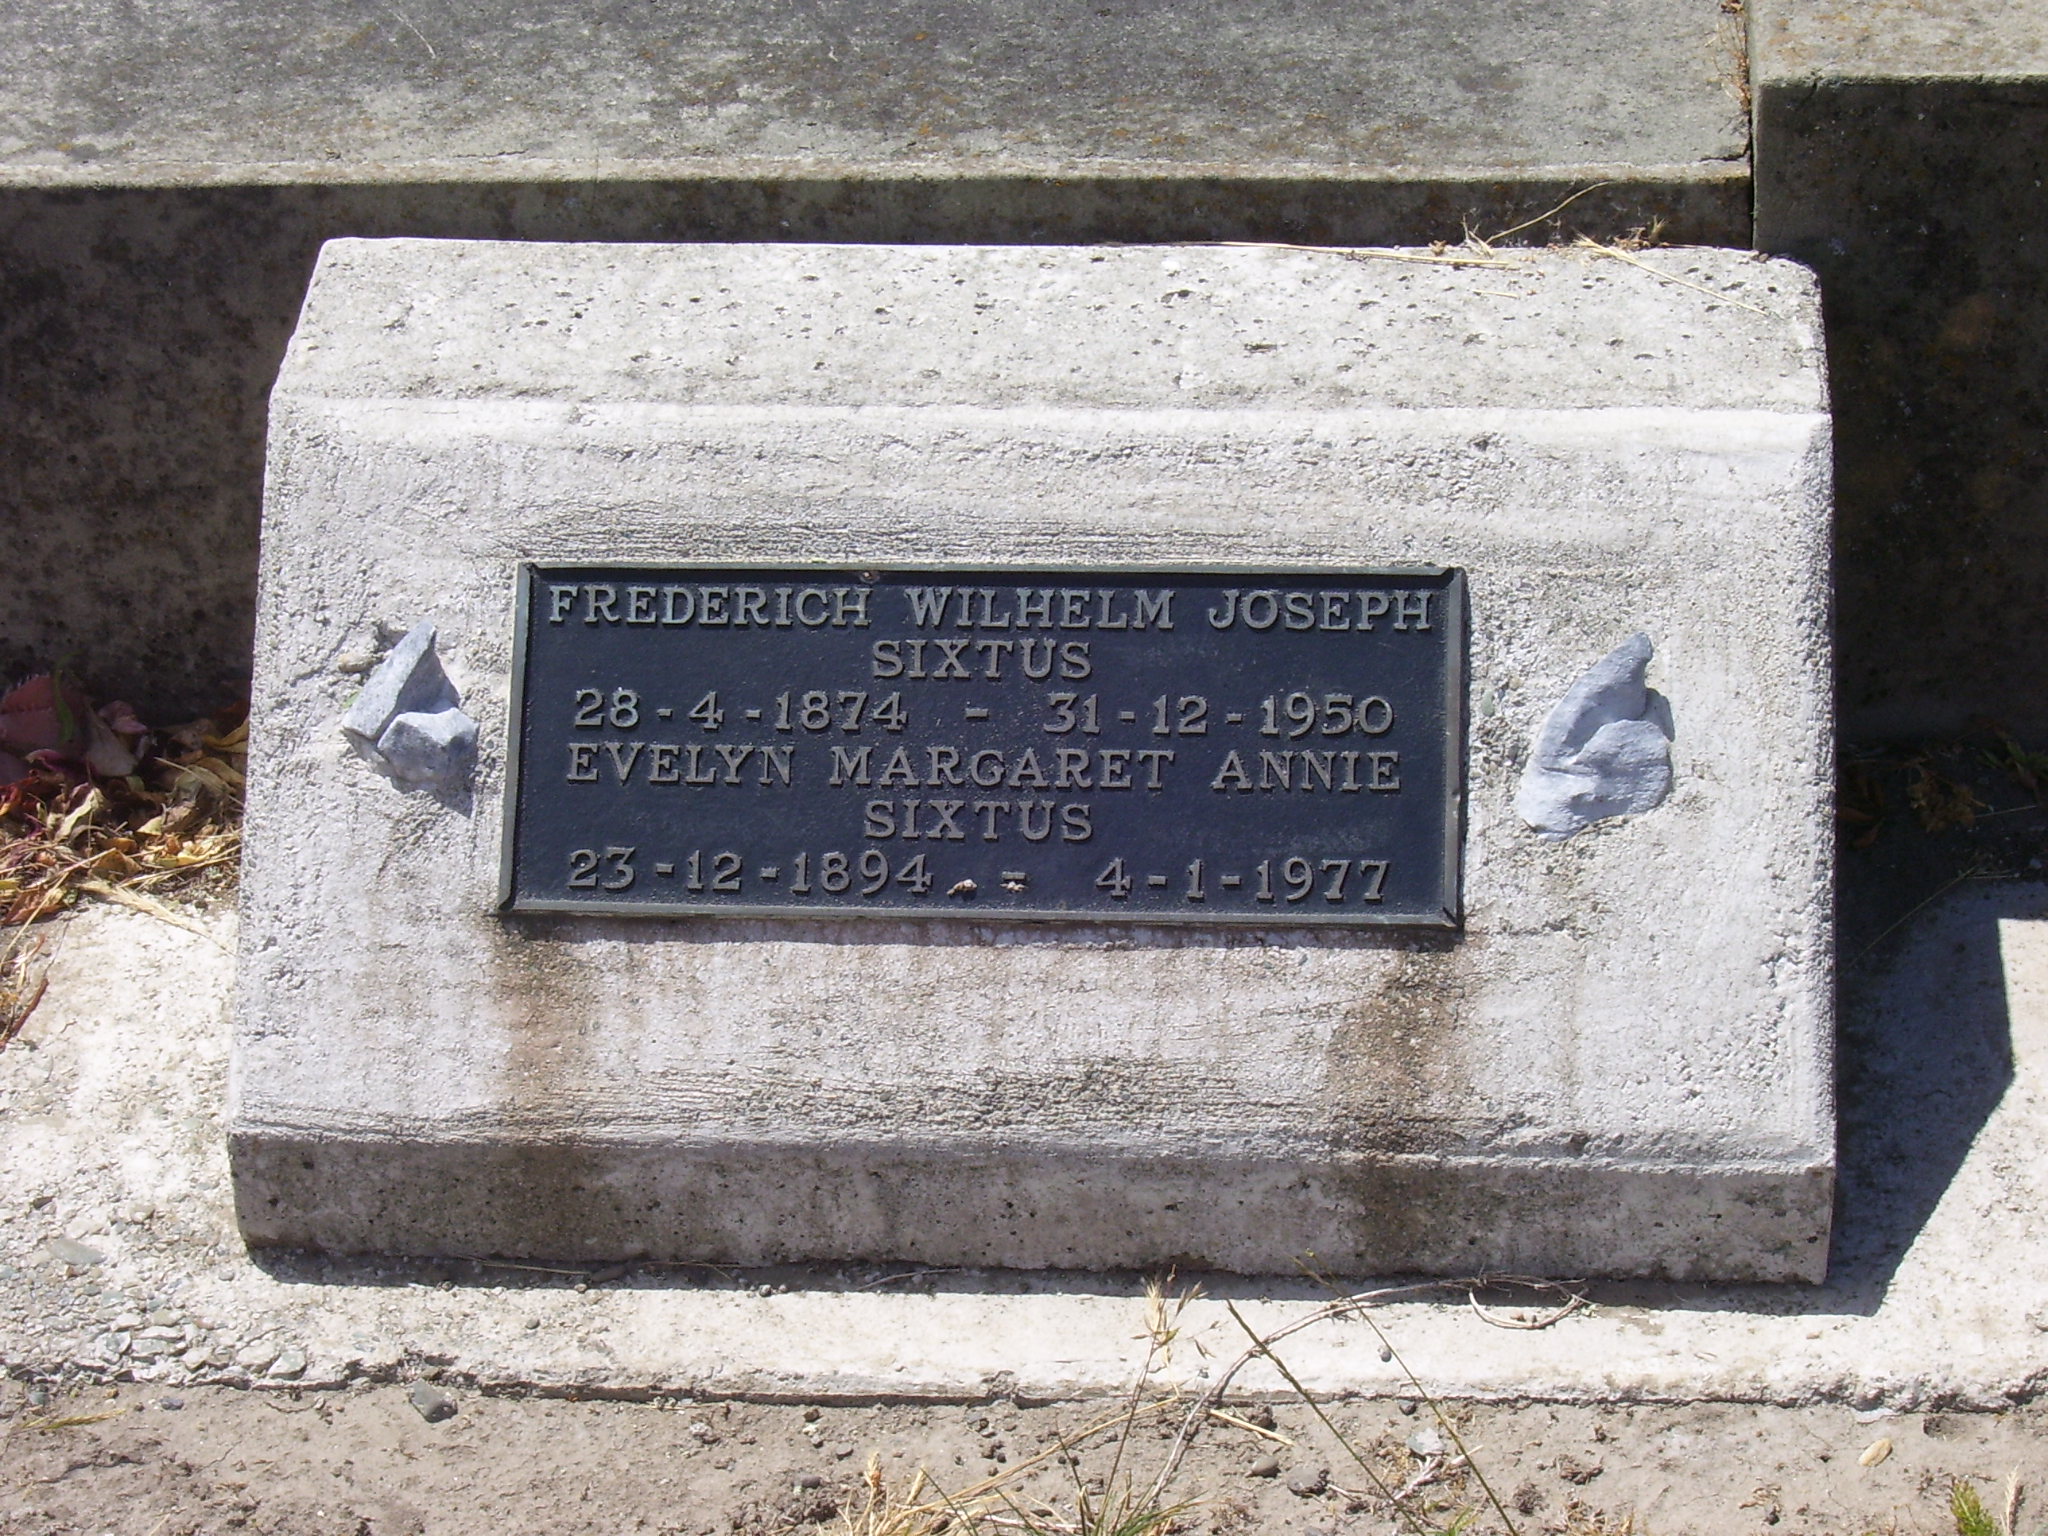 FREDERICH WILHELM JOSEPH
SIXTUS
28-4-1874 - 31-12-1950
EVELYN MARGARET ANNIE
SIXTUS
23-12-1894 - 4-1-1977